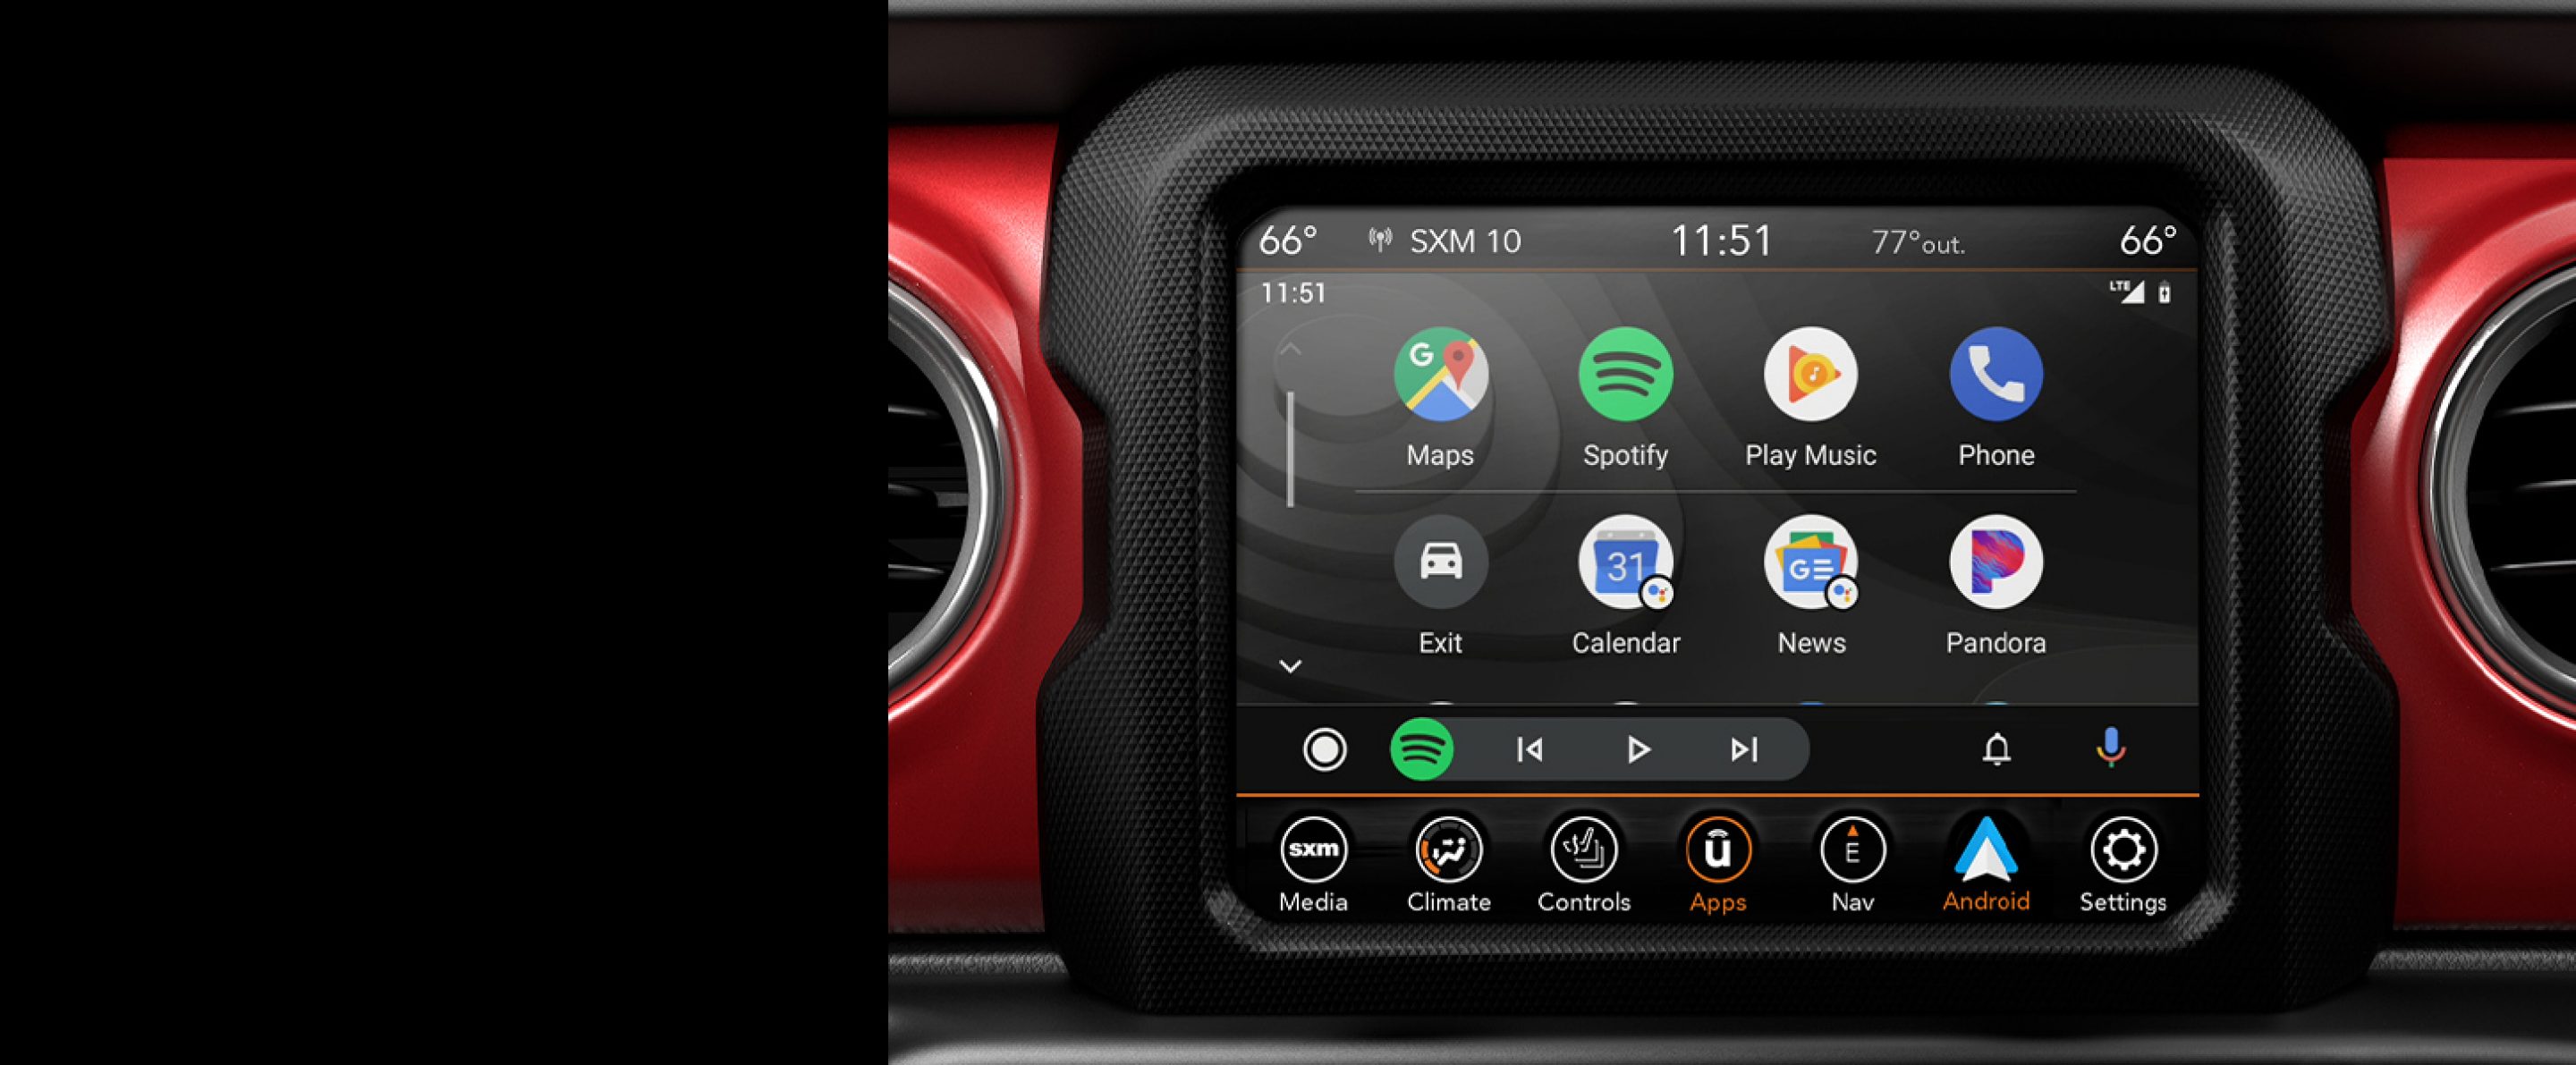 66° SXM 10 11:51 77°out. 66°
11:51 LTE
G
Maps Spotify Play Music Phone
31 GE
Exit Calendar News Pandora
sxm ū E
Media Climate Controls Apps Nav Android Settings